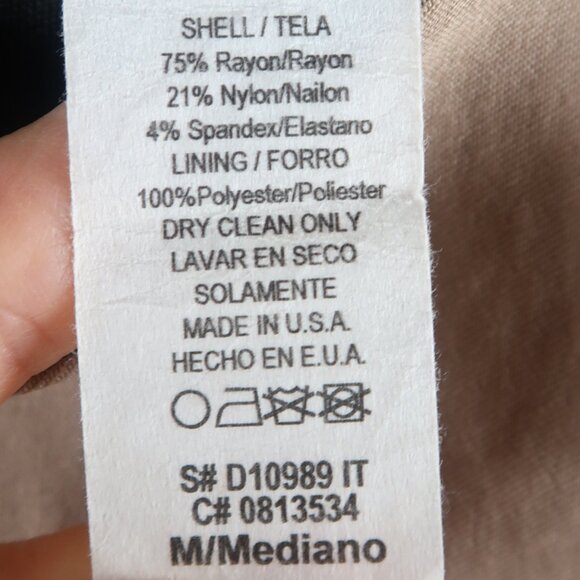 SHELL / TELA
75% Rayon/Rayon
21% Nylon/Nailon
4% Spandex/Elastano
LINING / FORRO
100%Polyester/Poliester
DRY CLEAN ONLY
LAVAR EN SECO
SOLAMENTE
MADE IN U.S.A.
HECHO EN E.U.A.
S# D10989 IT
C# 0813534
M/Mediano